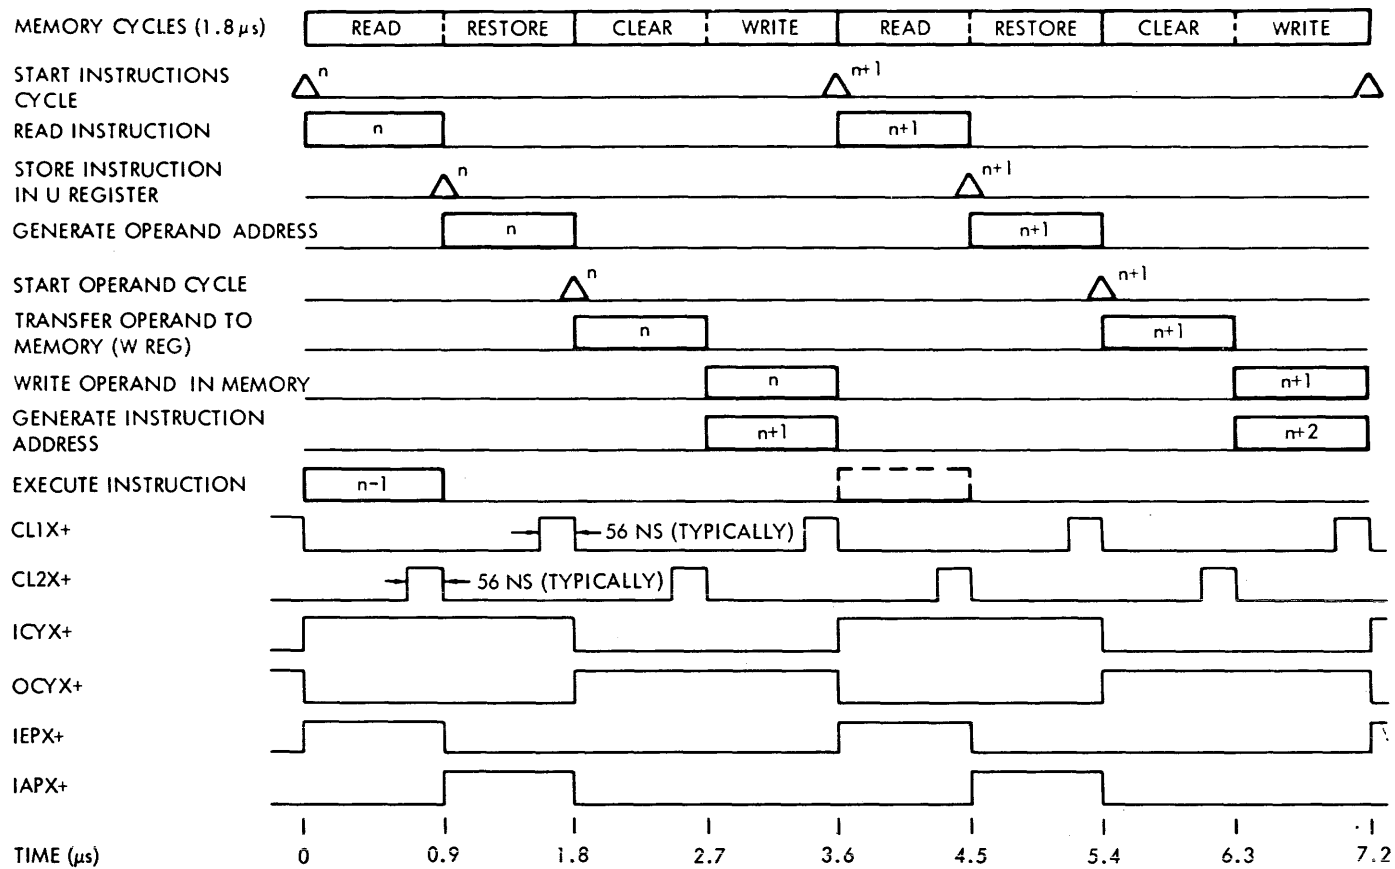 MEMORY CYCLES (1.8μs) READ RESTORE CLEAR WRITE READ RESTORE CLEAR WRITE
START INSTRUCTIONS
CYCLE
n n+1
READ INSTRUCTION n n+1
STORE INSTRUCTION
IN U REGISTER
n n+1
GENERATE OPERAND ADDRESS n n+1
START OPERAND CYCLE n n+1
TRANSFER OPERAND TO
MEMORY (W REG)
n n+1
WRITE OPERAND IN MEMORY n n+1
GENERATE INSTRUCTION
ADDRESS
n+1 n+2
EXECUTE INSTRUCTION n-1
CL1X+ 56 NS (TYPICALLY)
CL2X+ 56 NS (TYPICALLY)
ICYX+
OCYX+
IEPX+
IAPX+
TIME (μs) 0 0.9 1.8 2.7 3.6 4.5 5.4 6.3 7.2